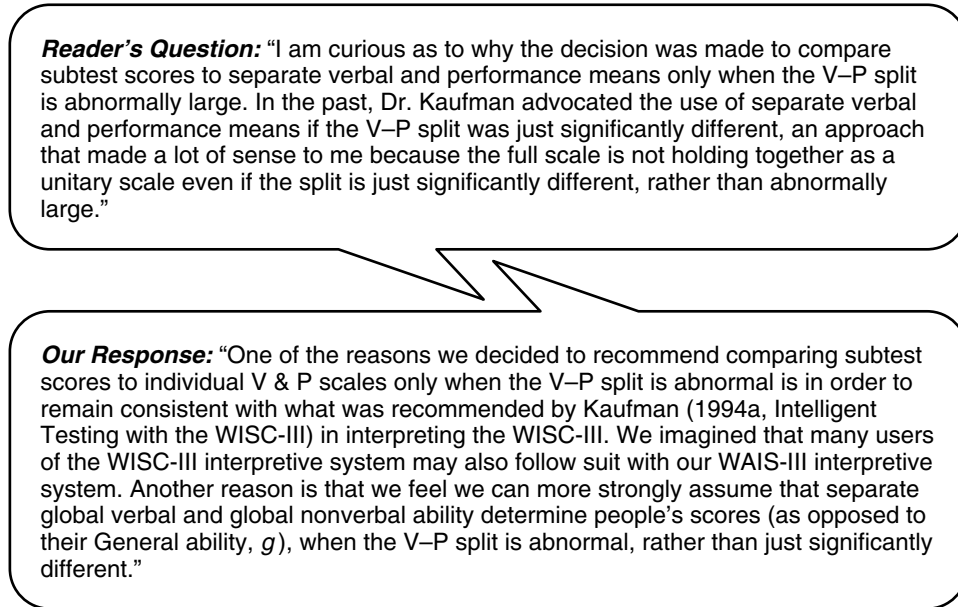 Reader's Question: “I am curious as to why the decision was made to compare
subtest scores to separate verbal and performance means only when the V–P split
is abnormally large. In the past, Dr. Kaufman advocated the use of separate verbal
and performance means if the V–P split was just significantly different, an approach
that made a lot of sense to me because the full scale is not holding together as a
unitary scale even if the split is just significantly different, rather than abnormally
large.”
Our Response: “One of the reasons we decided to recommend comparing subtest
scores to individual V & P scales only when the V–P split is abnormal is in order to
remain consistent with what was recommended by Kaufman (1994a, Intelligent
Testing with the WISC-III) in interpreting the WISC-III. We imagined that many users
of the WISC-III interpretive system may also follow suit with our WAIS-III interpretive
system. Another reason is that we feel we can more strongly assume that separate
global verbal and global nonverbal ability determine people's scores (as opposed to
their General ability, g), when the V–P split is abnormal, rather than just significantly
different.”